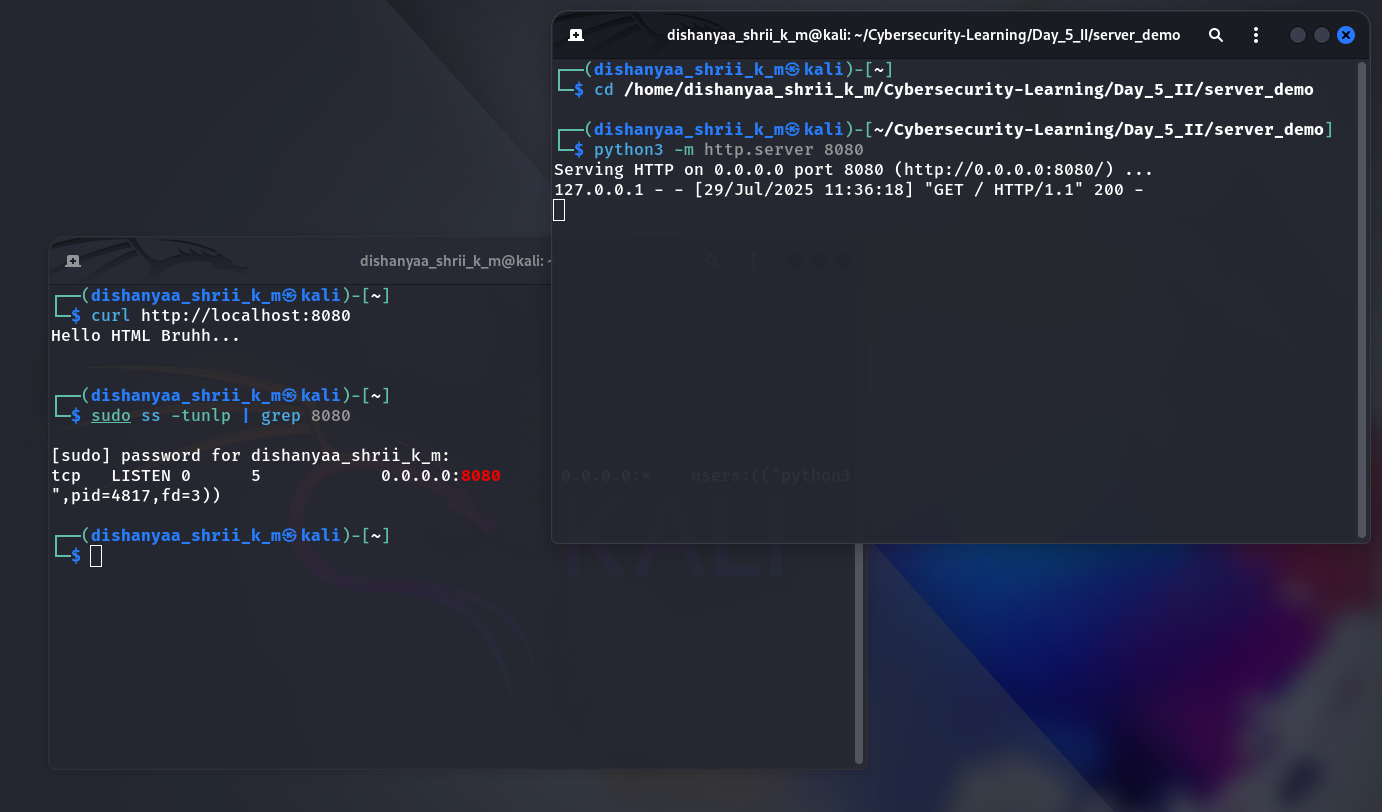 dishanyaa_shrii_k_m@kali: ~/Cybersecurity-Learning/Day_5_II/server_demo
┌──(dishanyaa_shrii_k_m㉿kali)-[~]
└─$ cd /home/dishanyaa_shrii_k_m/Cybersecurity-Learning/Day_5_II/server_demo
┌──(dishanyaa_shrii_k_m㉿kali)-[~/Cybersecurity-Learning/Day_5_II/server_demo]
└─$ python3 -m http.server 8080
Serving HTTP on 0.0.0.0 port 8080 (http://0.0.0.0:8080/) ...
127.0.0.1 - - [29/Jul/2025 11:36:18] "GET / HTTP/1.1" 200 -
dishanyaa_shrii_k_m@kali: ~
┌──(dishanyaa_shrii_k_m㉿kali)-[~]
└─$ curl http://localhost:8080
Hello HTML Bruhh...
┌──(dishanyaa_shrii_k_m㉿kali)-[~]
└─$ sudo ss -tunlp | grep 8080
[sudo] password for dishanyaa_shrii_k_m:
tcp   LISTEN 0      5            0.0.0.0:8080      0.0.0.0:*    users:(("python3
",pid=4817,fd=3))
┌──(dishanyaa_shrii_k_m㉿kali)-[~]
└─$
KALI